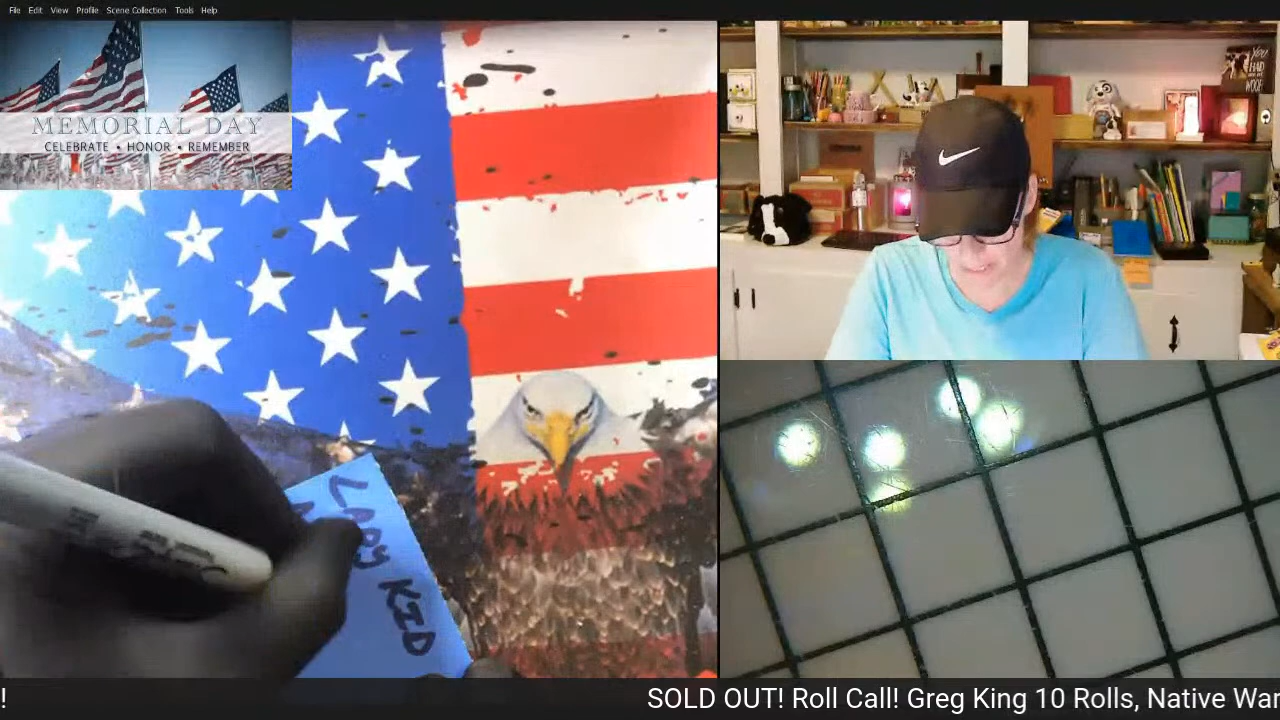 File Edit View Profile Scene Collection Tools Help
MEMORIAL DAY
CELEBRATE • HONOR • REMEMBER
LADY KID
! SOLD OUT! Roll Call! Greg King 10 Rolls, Native War